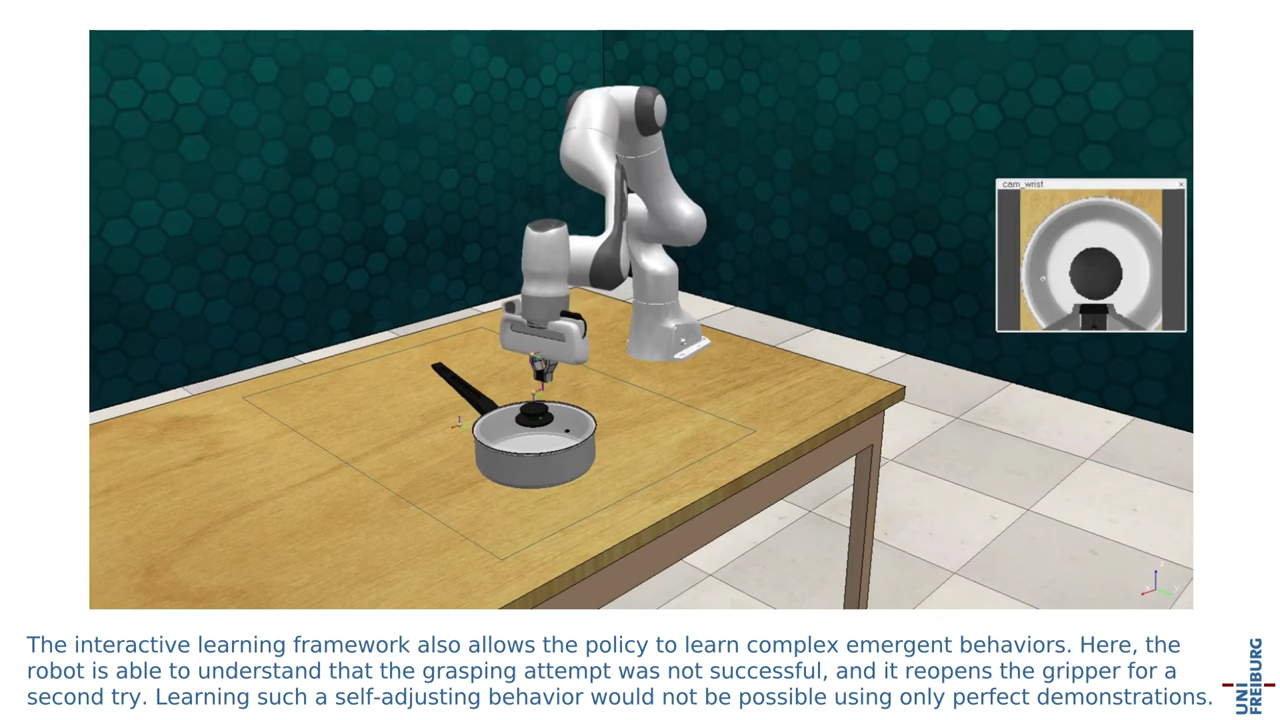 cam_wrist
x
The interactive learning framework also allows the policy to learn complex emergent behaviors. Here, the
robot is able to understand that the grasping attempt was not successful, and it reopens the gripper for a
second try. Learning such a self-adjusting behavior would not be possible using only perfect demonstrations.
UNI
FREIBURG